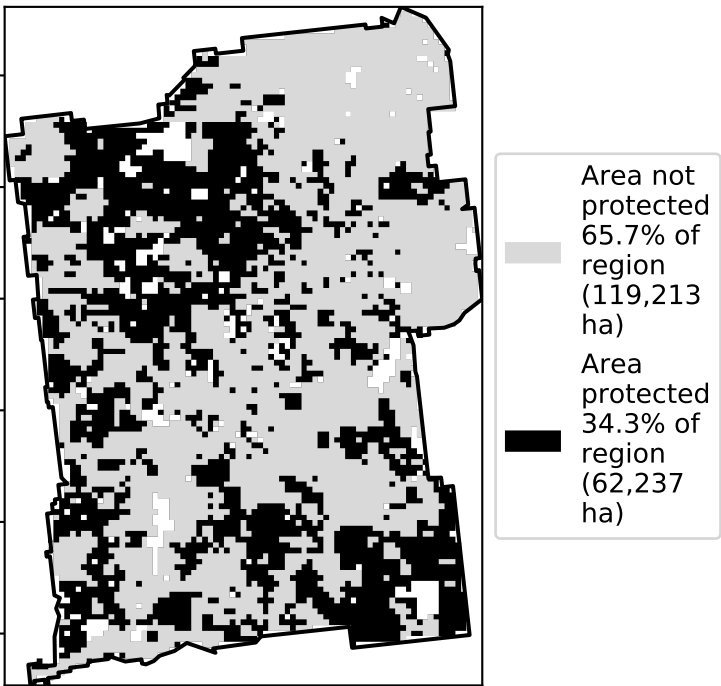 Area not
protected
65.7% of
region
(119,213
ha)
Area
protected
34.3% of
region
(62,237
ha)